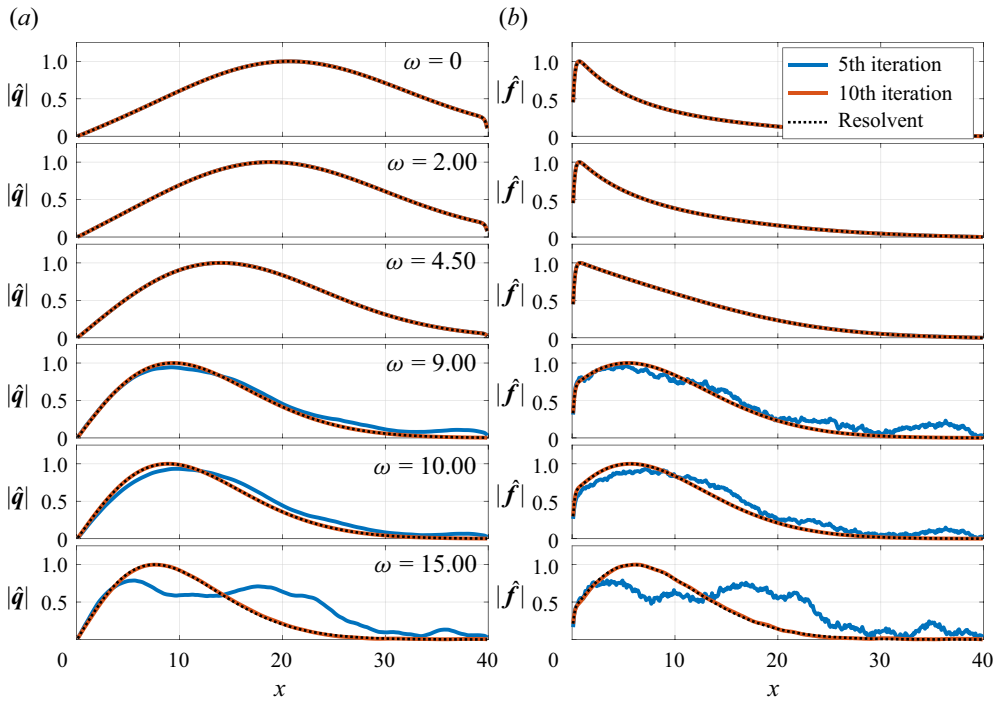 (a) (b)
|q̂| 1.0 0.5 0 ω = 0
|f̂| 1.0 0.5 0
5th iteration
10th iteration
Resolvent
|q̂| 1.0 0.5 0 ω = 2.00
|f̂| 1.0 0.5 0
|q̂| 1.0 0.5 0 ω = 4.50
|f̂| 1.0 0.5 0
|q̂| 1.0 0.5 0 ω = 9.00
|f̂| 1.0 0.5 0
|q̂| 1.0 0.5 0 ω = 10.00
|f̂| 1.0 0.5 0
|q̂| 1.0 0.5 ω = 15.00
|f̂| 1.0 0.5
0 10 20 30 40
0 10 20 30 40
x x